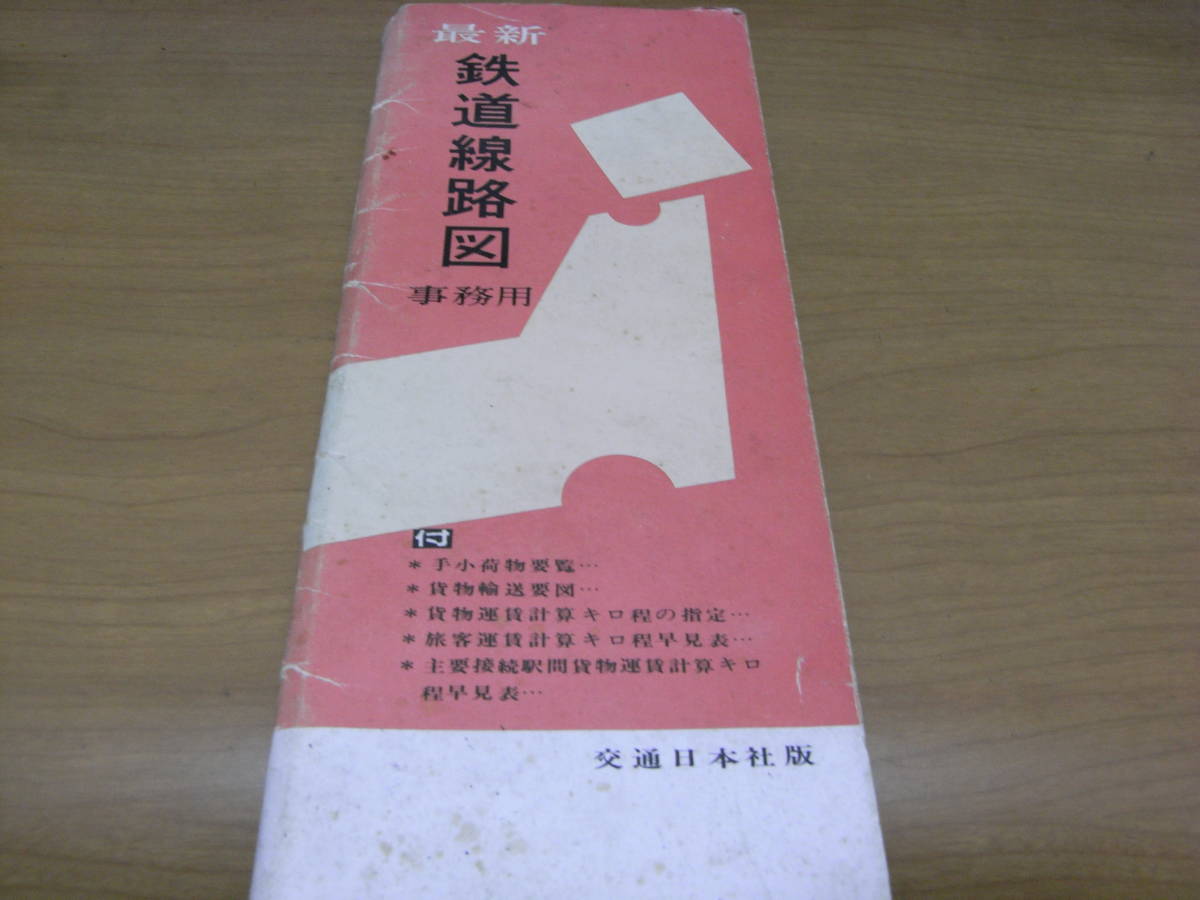 最新
鉄道線路図
事務用
付
＊手小荷物要覧…
＊貨物輸送要図…
＊貨物運賃計算キロ程の指定…
＊旅客運賃計算キロ程早見表…
＊主要接続駅間貨物運賃計算キロ
程早見表…
交通日本社版